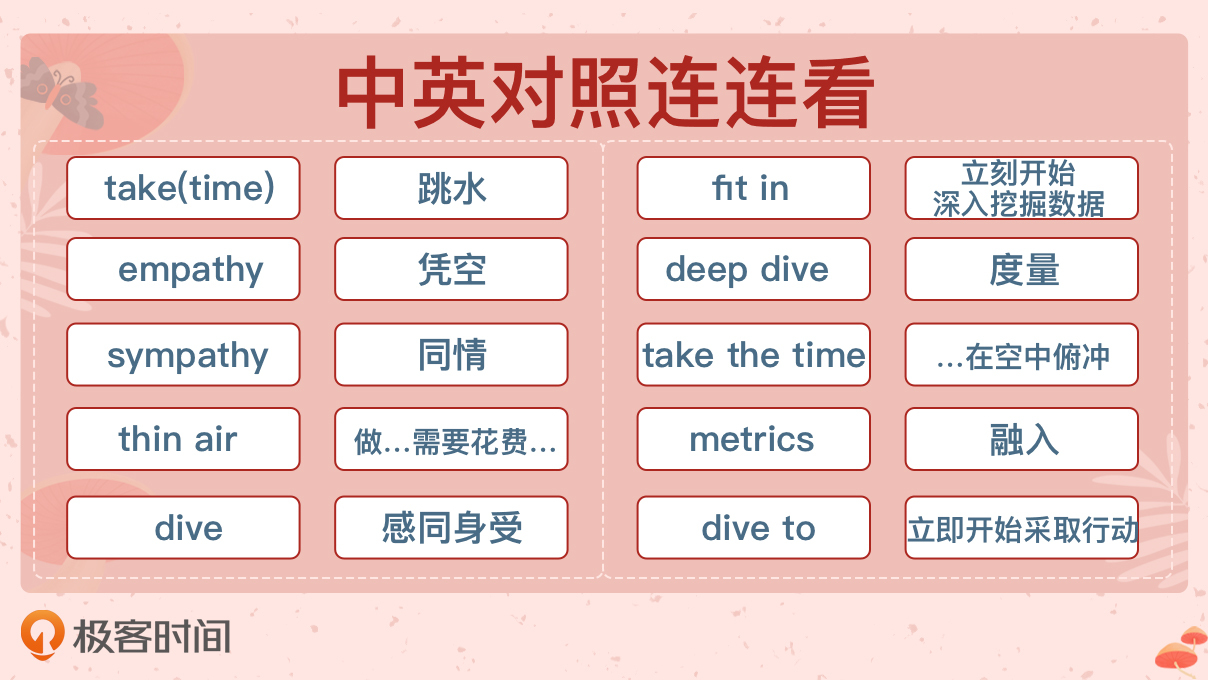 中英对照连连看
take(time)
跳水
fit in
立刻开始
深入挖掘数据
empathy
凭空
deep dive
度量
sympathy
同情
take the time
...在空中俯冲
thin air
做...需要花费...
metrics
融入
dive
感同身受
dive to
立即开始采取行动
极客时间